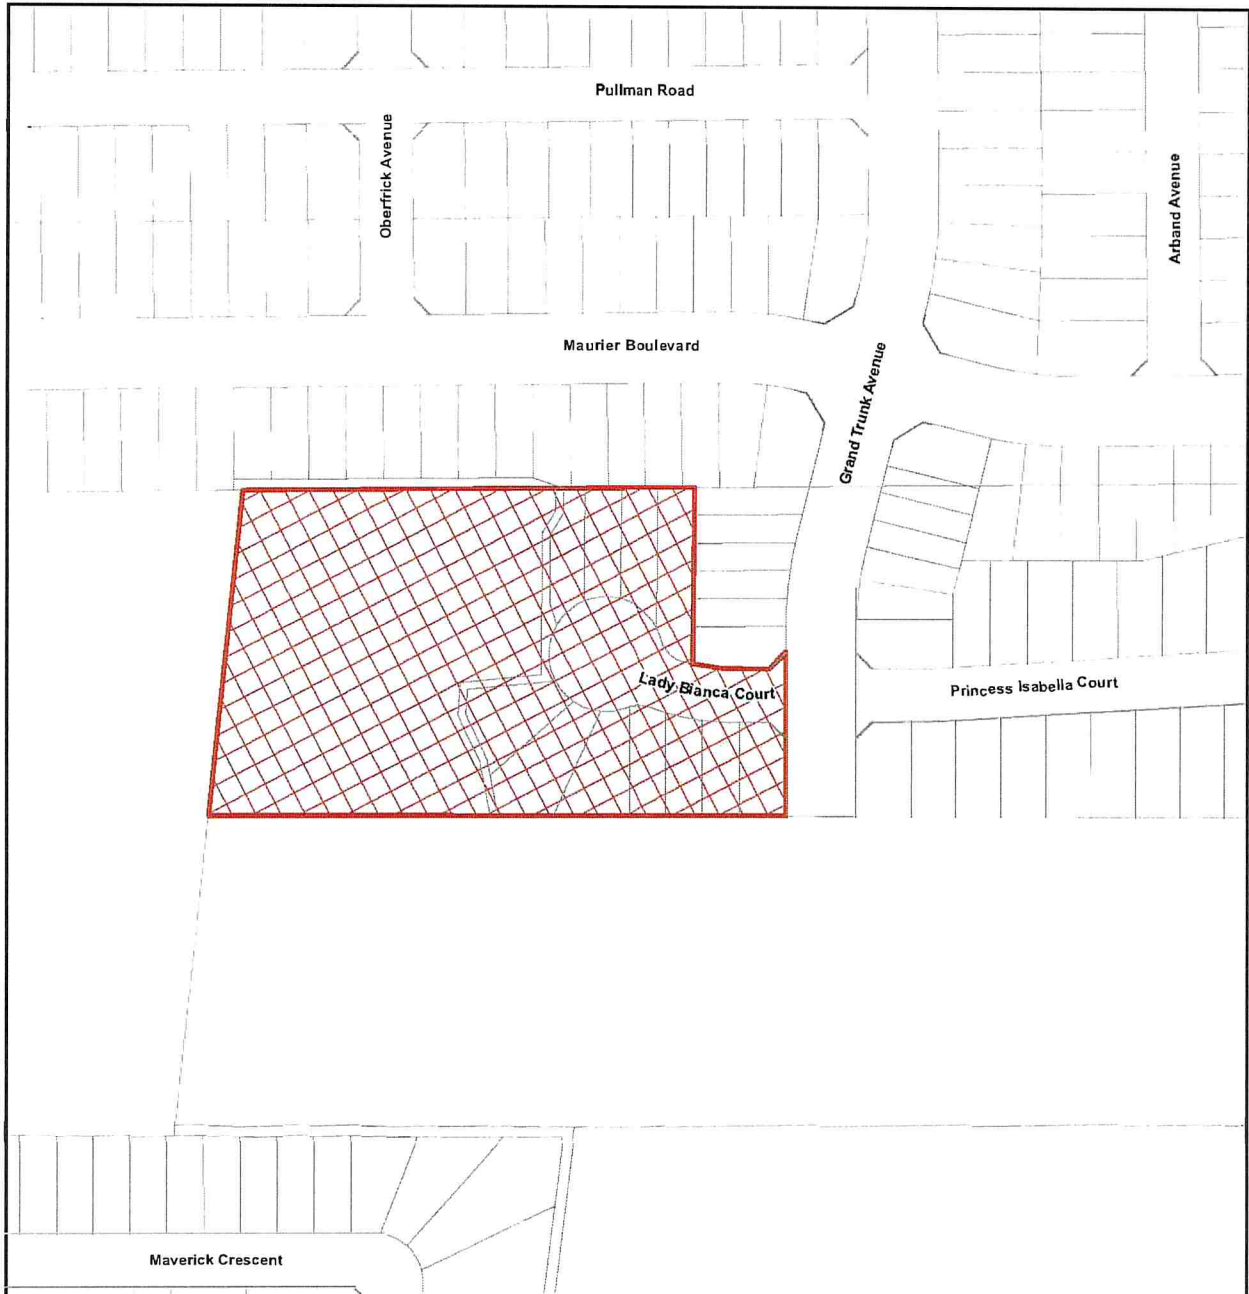 Pullman Road
Oberfrick Avenue
Arband Avenue
Maurier Boulevard
Grand Trunk Avenue
Lady Bianca Court
Princess Isabella Court
Maverick Crescent